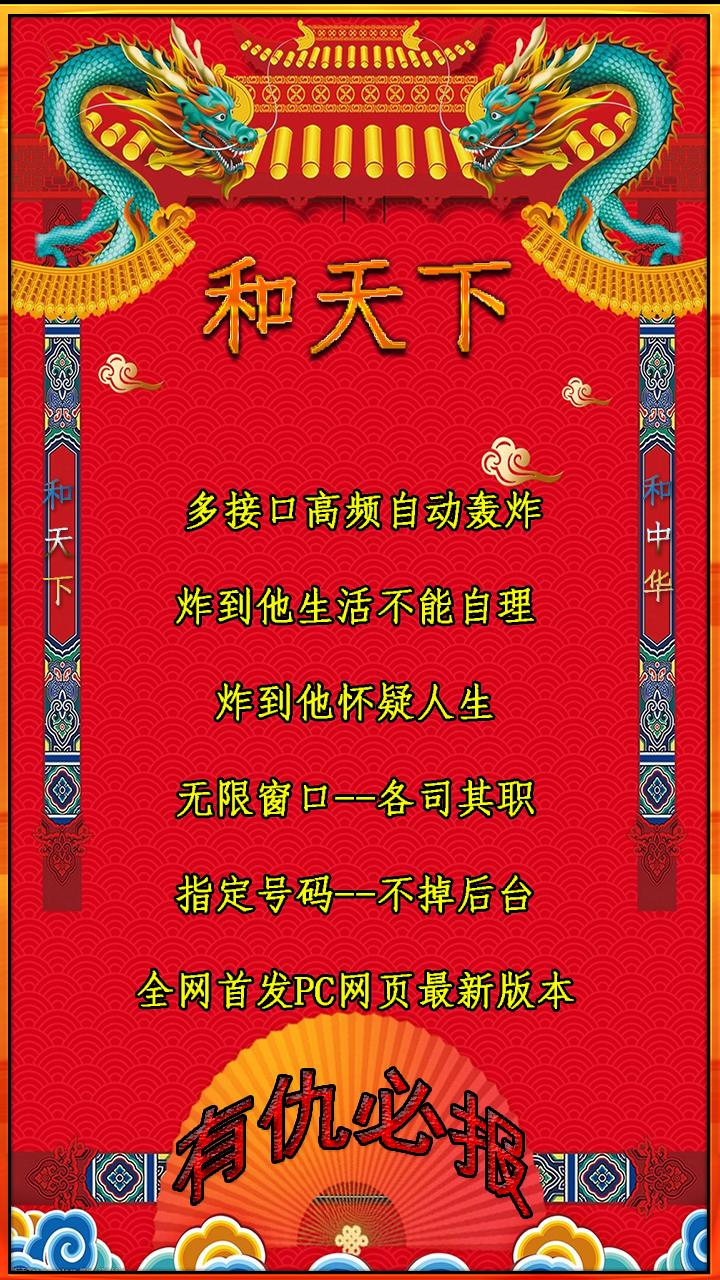 和天下
和天下
和中华
多接口高频自动轰炸
炸到他生活不能自理
炸到他怀疑人生
无限窗口--各司其职
指定号码--不掉后台
全网首发PC网页最新版本
有仇必报